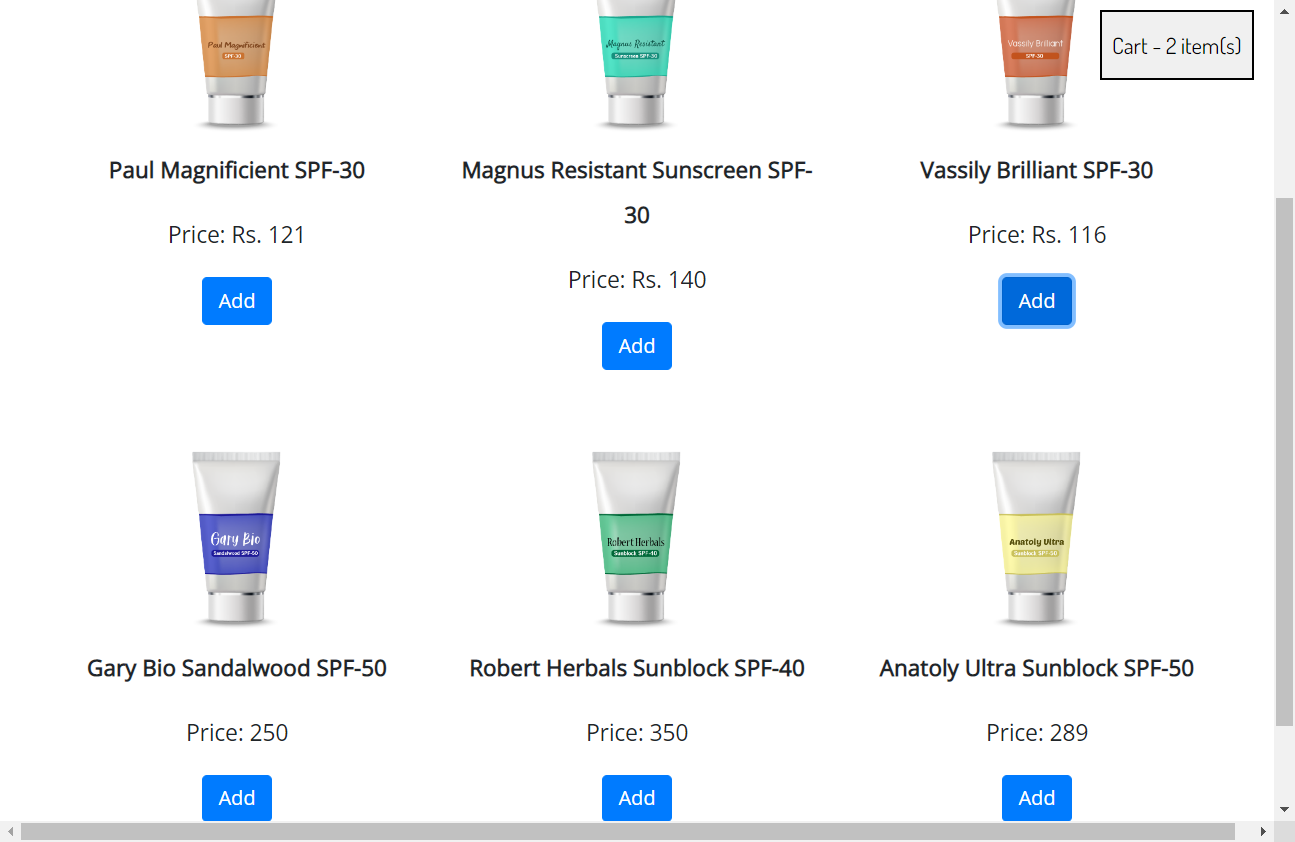 Paul Magnificient
SPF-30
Magnus Resistant
Sunscreen SPF-30
Vassily Brilliant
SPF-30
Cart - 2 item(s)
Paul Magnificient SPF-30
Magnus Resistant Sunscreen SPF-
30
Vassily Brilliant SPF-30
Price: Rs. 121
Price: Rs. 140
Price: Rs. 116
Add
Add
Add
Gary Bio
Sandalwood SPF-50
Robert Herbals
Sunblock SPF-40
Anatoly Ultra
Sunblock SPF-50
Gary Bio Sandalwood SPF-50
Robert Herbals Sunblock SPF-40
Anatoly Ultra Sunblock SPF-50
Price: 250
Price: 350
Price: 289
Add
Add
Add